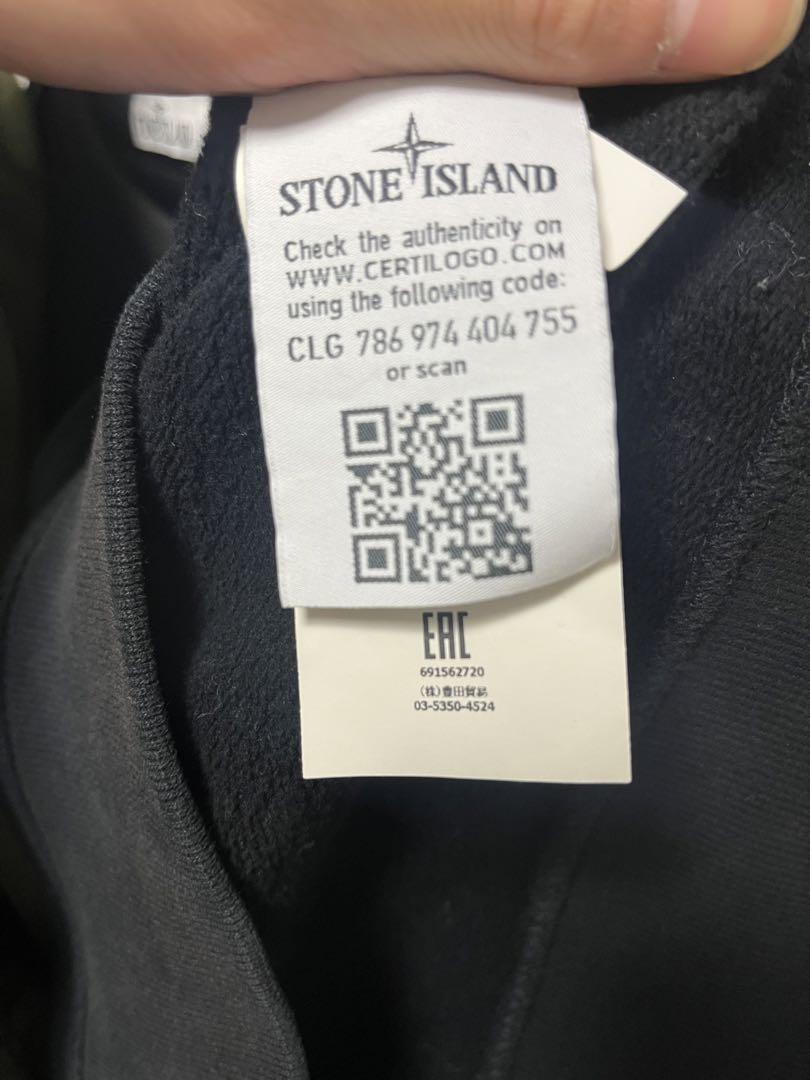 STONE ISLAND
Check the authenticity on
WWW.CERTILOGO.COM
using the following code:
CLG 786 974 404 755
or scan
EAC
691562720
(株)豊田貿易
03-5350-4524